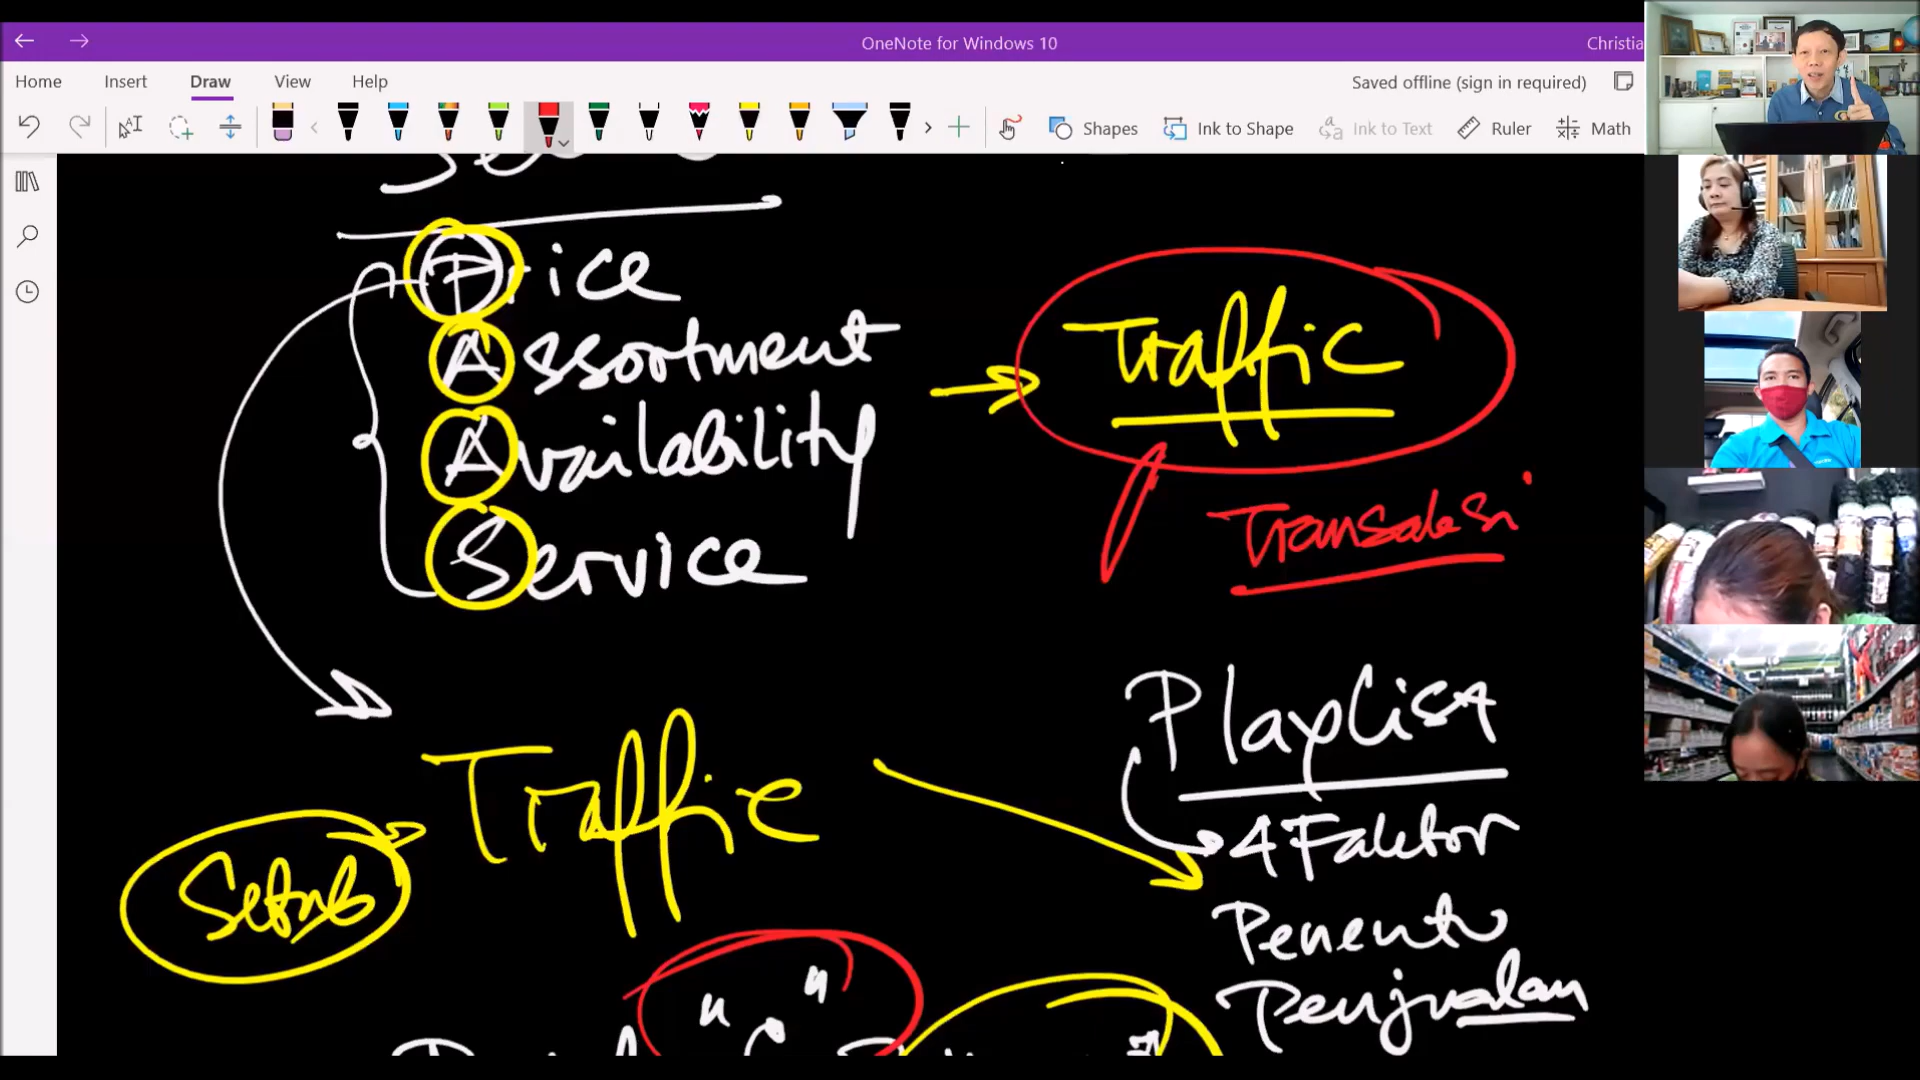 OneNote for Windows 10
Christia
Home Insert Draw View Help
Saved offline (sign in required)
Shapes Ink to Shape Ink to Text Ruler Math
Price
Assortment
Availability
Service
Traffic
Transaksi
Traffic
Playlist
4 Faktor
Penentu
Penjualan